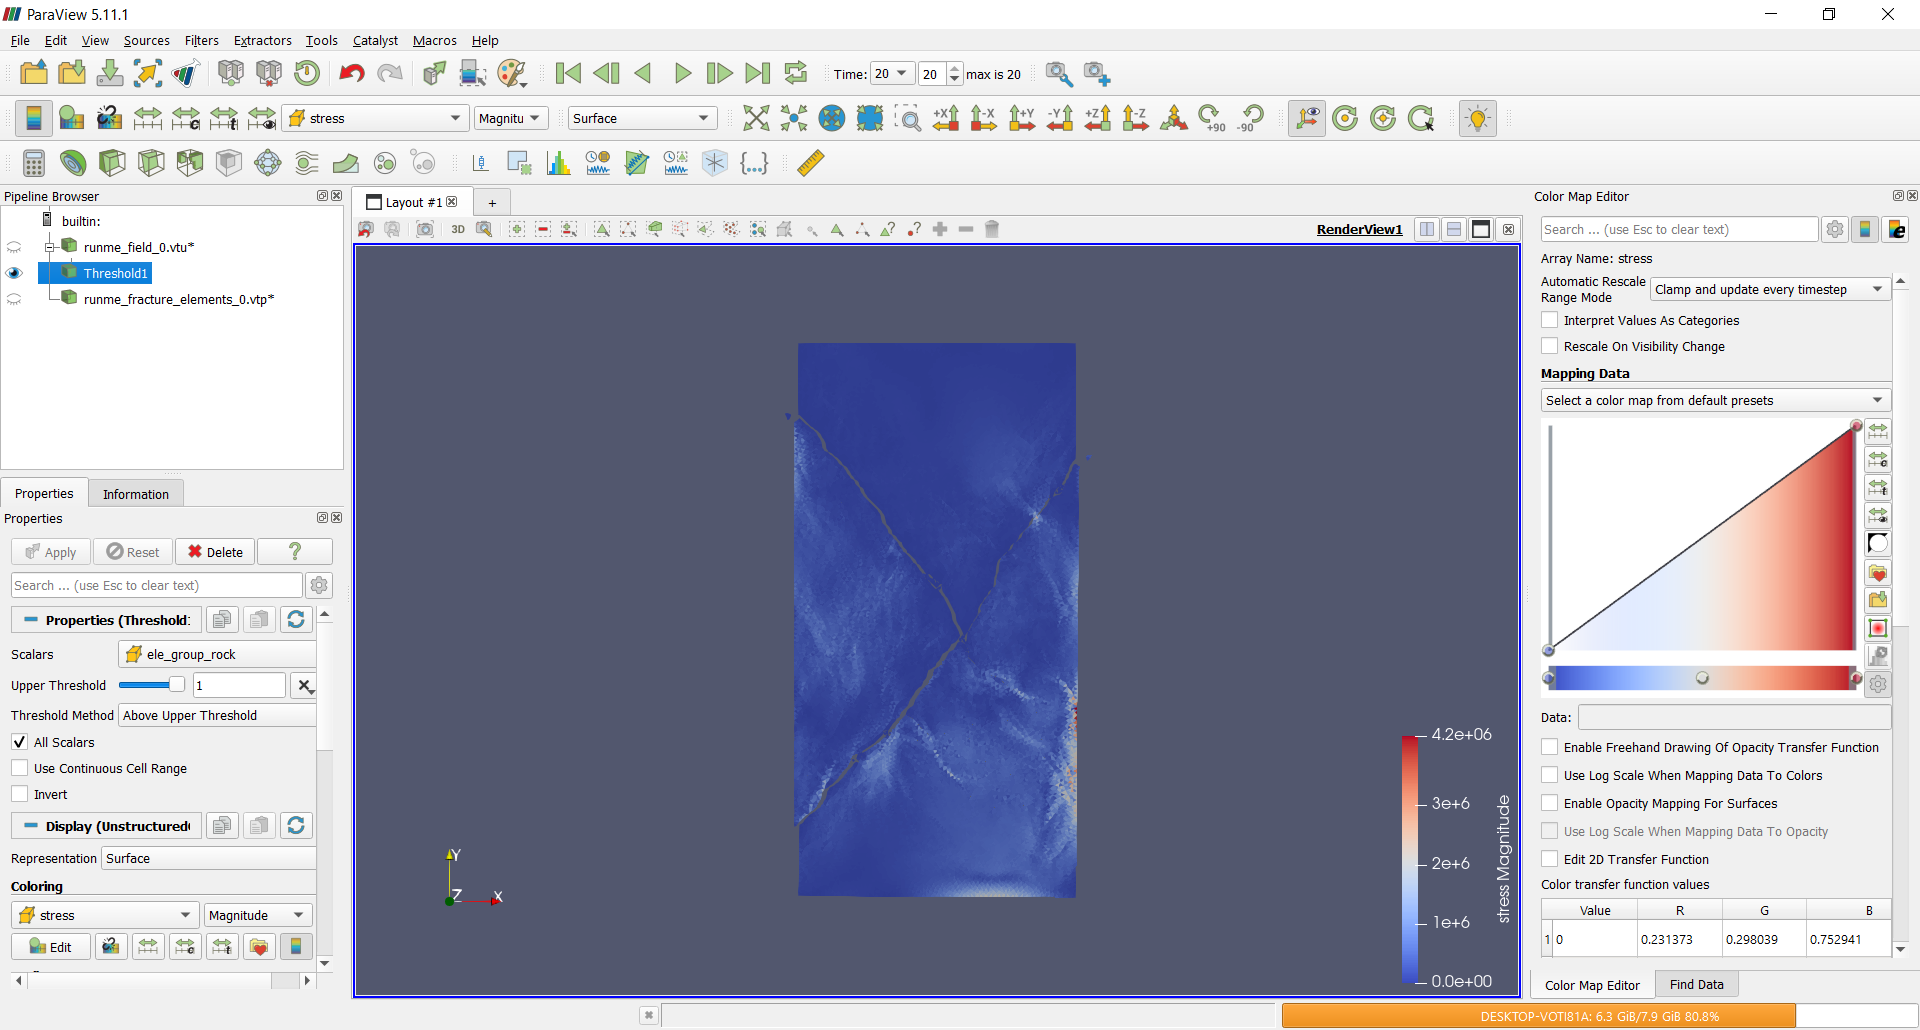 ParaView 5.11.1
File Edit View Sources Filters Extractors Tools Catalyst Macros Help
Time: 20 20 max is 20
stress Magnitu Surface +X -X +Y -Y +Z -Z +90 -90
Pipeline Browser
builtin:
runme_field_0.vtu*
Threshold1
runme_fracture_elements_0.vtp*
Properties Information
Properties
Apply Reset Delete ?
Search ... (use Esc to clear text)
Properties (Threshold1
Scalars ele_group_rock
Upper Threshold 1
Threshold Method Above Upper Threshold
All Scalars
Use Continuous Cell Range
Invert
Display (Unstructured
Representation Surface
Coloring
stress Magnitude
Edit
Layout #1 +
3D
RenderView1
Y
Z X
4.2e+06
3e+6
2e+6
1e+6
0.0e+00
stress Magnitude
Color Map Editor
Search ... (use Esc to clear text)
Array Name: stress
Automatic Rescale
Range Mode
Clamp and update every timestep
Interpret Values As Categories
Rescale On Visibility Change
Mapping Data
Select a color map from default presets
Data:
Enable Freehand Drawing Of Opacity Transfer Function
Use Log Scale When Mapping Data To Colors
Enable Opacity Mapping For Surfaces
Use Log Scale When Mapping Data To Opacity
Edit 2D Transfer Function
Color transfer function values
Value R G B
1 0 0.231373 0.298039 0.752941
Color Map Editor Find Data
DESKTOP-VOTI81A: 6.3 GiB/7.9 GiB 80.8%